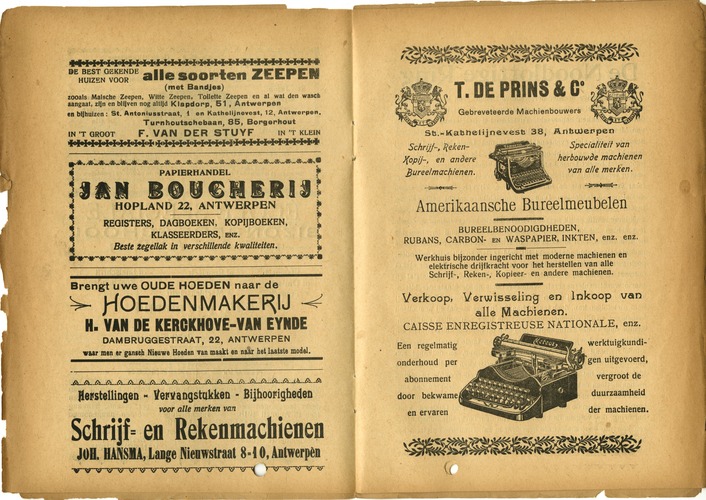 DE BEST GEKENDE
HUIZEN VOOR
alle soorten ZEEPEN
(met Bandjes)
zooals Malsche Zeepen, Witte Zeepen, Toilette Zeepen en al wat den wasch
aangaat, zijn en blijven nog altijd Klapdorp, 51, Antwerpen
en bijhuizen: St. Antoniusstraat, 1 en Kathelijnevest, 12, Antwerpen,
Turnhoutschebaan, 85, Borgerhout
IN 'T GROOT F. VAN DER STUYF IN 'T KLEIN
PAPIERHANDEL
JAN BOUCHERIJ
HOPLAND 22, ANTWERPEN
REGISTERS, DAGBOEKEN, KOPIJBOEKEN,
KLASSEERDERS, ENZ.
Beste zegellak in verschillende kwaliteiten.
Brengt uwe OUDE HOEDEN naar de
HOEDENMAKERIJ
H. VAN DE KERCKHOVE-VAN EYNDE
DAMBRUGGESTRAAT, 22, ANTWERPEN
waar men er gansch Nieuwe Hoeden van maakt en naar het laatste model.
Herstellingen - Vervangstukken - Bijhoorigheden
voor alle merken van
Schrijf- en Rekenmachienen
JOH. HANSMA, Lange Nieuwstraat 8-10, Antwerpen
T. DE PRINS & Co
Gebreveteerde Machienbouwers
St.-Kathelijnevest 38, Antwerpen
Schrijf-, Reken-
Kopij-, en andere
Bureelmachienen.
Specialiteit van
herbouwde machienen
van alle merken.
Amerikaansche Bureelmeubelen
BUREELBENOODIGDHEDEN,
RUBANS, CARBON- EN WASPAPIER, INKTEN, enz. enz.
Werkhuis bijzonder ingericht met moderne machienen en
elektrische drijfkracht voor het herstellen van alle
Schrijf-, Reken-, Kopieer- en andere machienen.
Verkoop, Verwisseling en Inkoop van
alle Machienen.
CAISSE ENREGISTREUSE NATIONALE, enz.
Een regelmatig
onderhoud per
abonnement
door bekwame
en ervaren
werktuigkundi-
gen uitgevoerd,
vergroot de
duurzaamheid
der machienen.